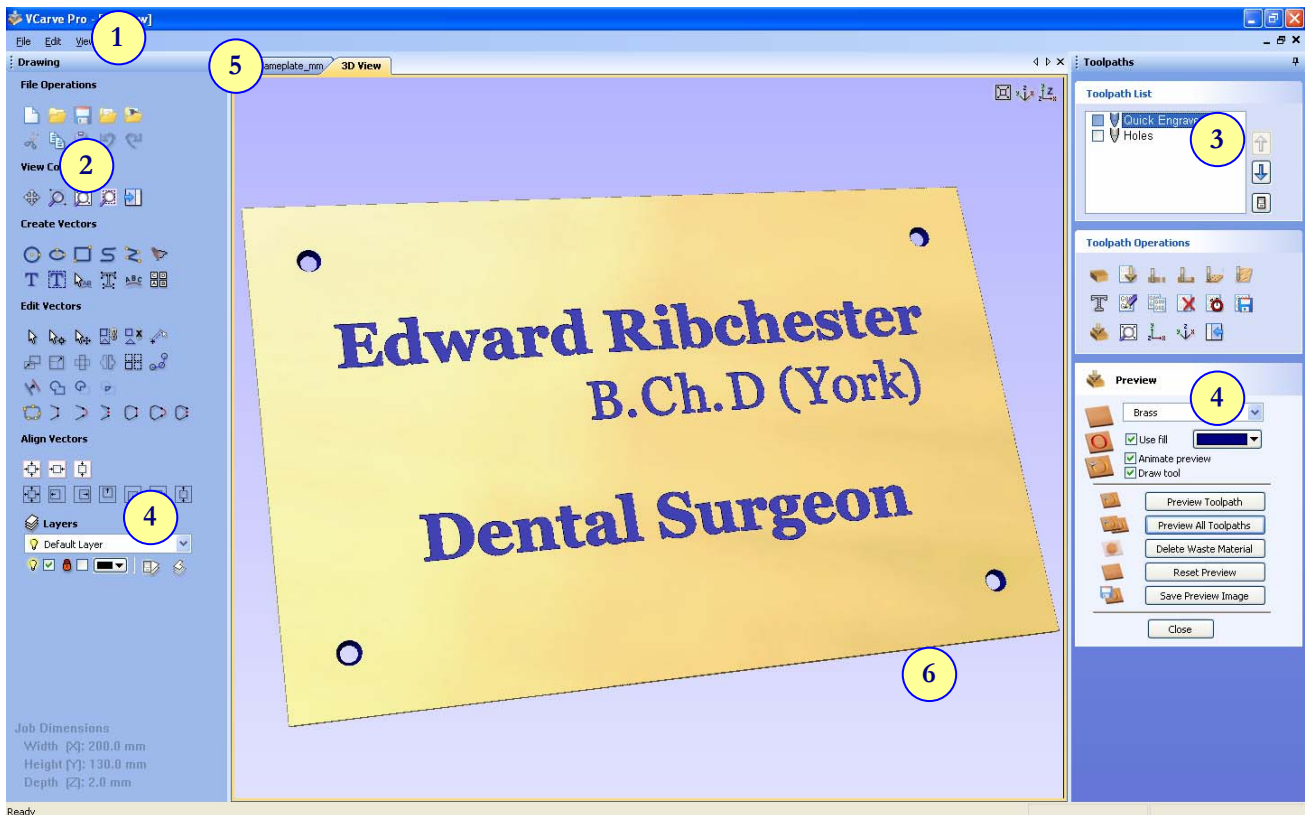 VCarve Pro - [ w]
File Edit View
1
Drawing
File Operations
2
View Co
Create Vectors
Edit Vectors
Align Vectors
4
Layers
Default Layer
Job Dimensions
Width [X]: 200.0 mm
Height [Y]: 130.0 mm
Depth [Z]: 2.0 mm
Ready
5
ameplate_mm 3D View
Edward Ribchester
B.Ch.D (York)
Dental Surgeon
6
Toolpaths
Toolpath List
Quick Engrave
Holes
3
Toolpath Operations
Preview
4
Brass
Use fill
Animate preview
Draw tool
Preview Toolpath
Preview All Toolpaths
Delete Waste Material
Reset Preview
Save Preview Image
Close